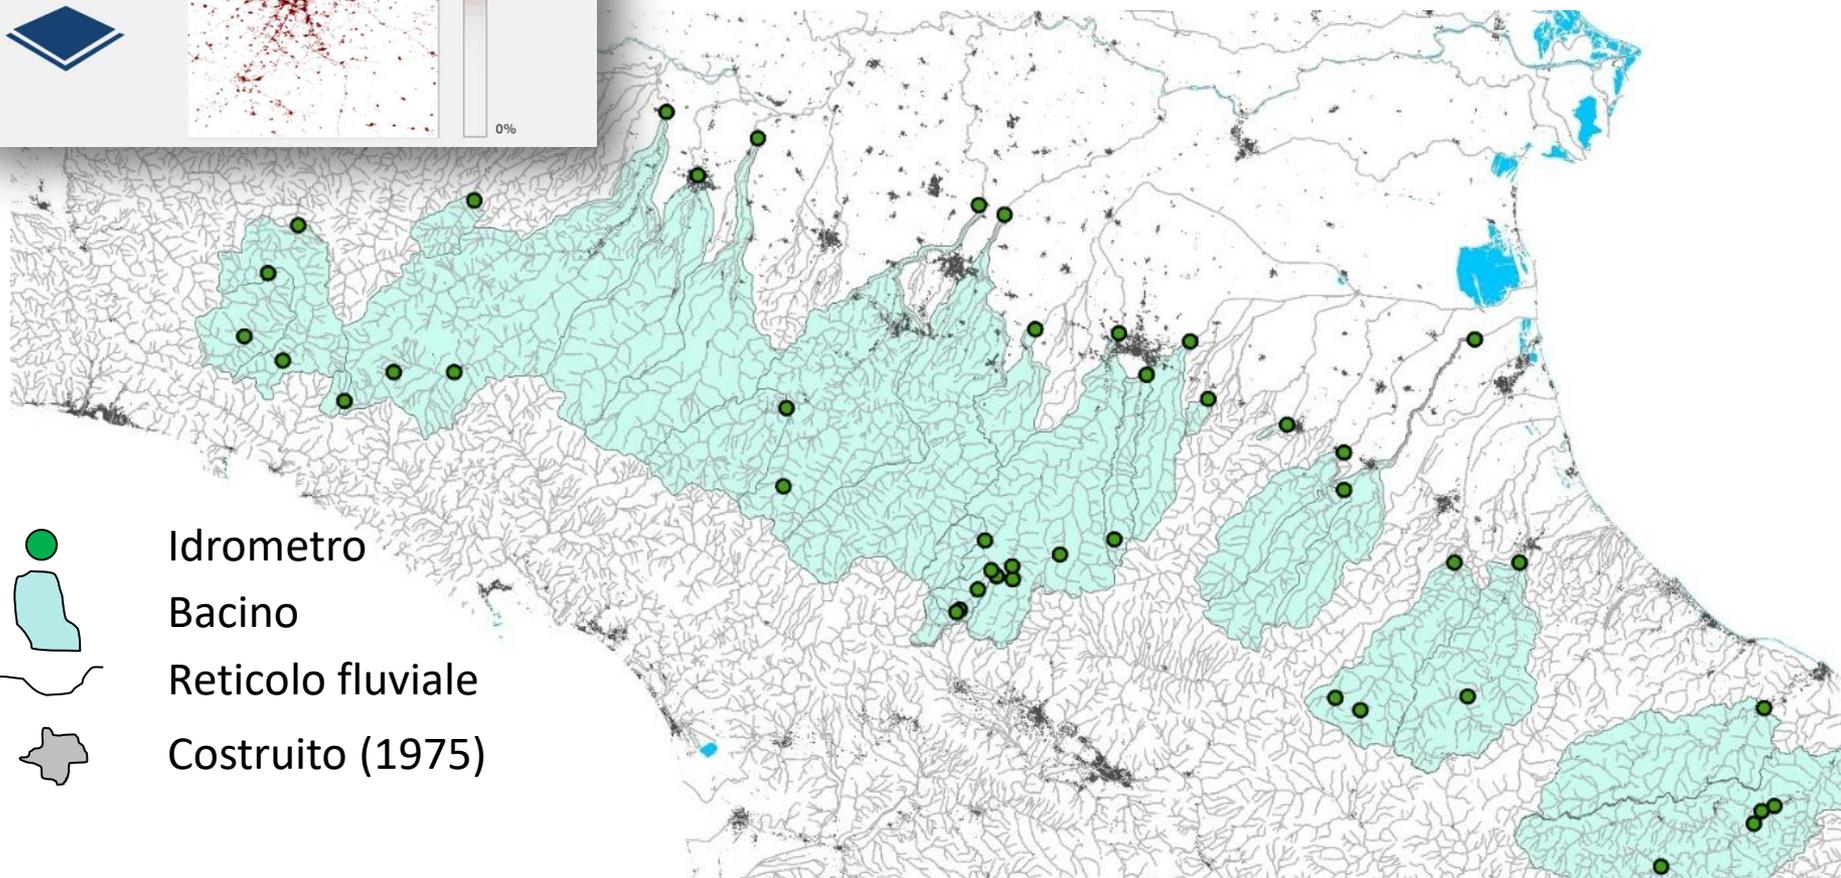 0%
Idrometro
Bacino
Reticolo fluviale
Costruito (1975)